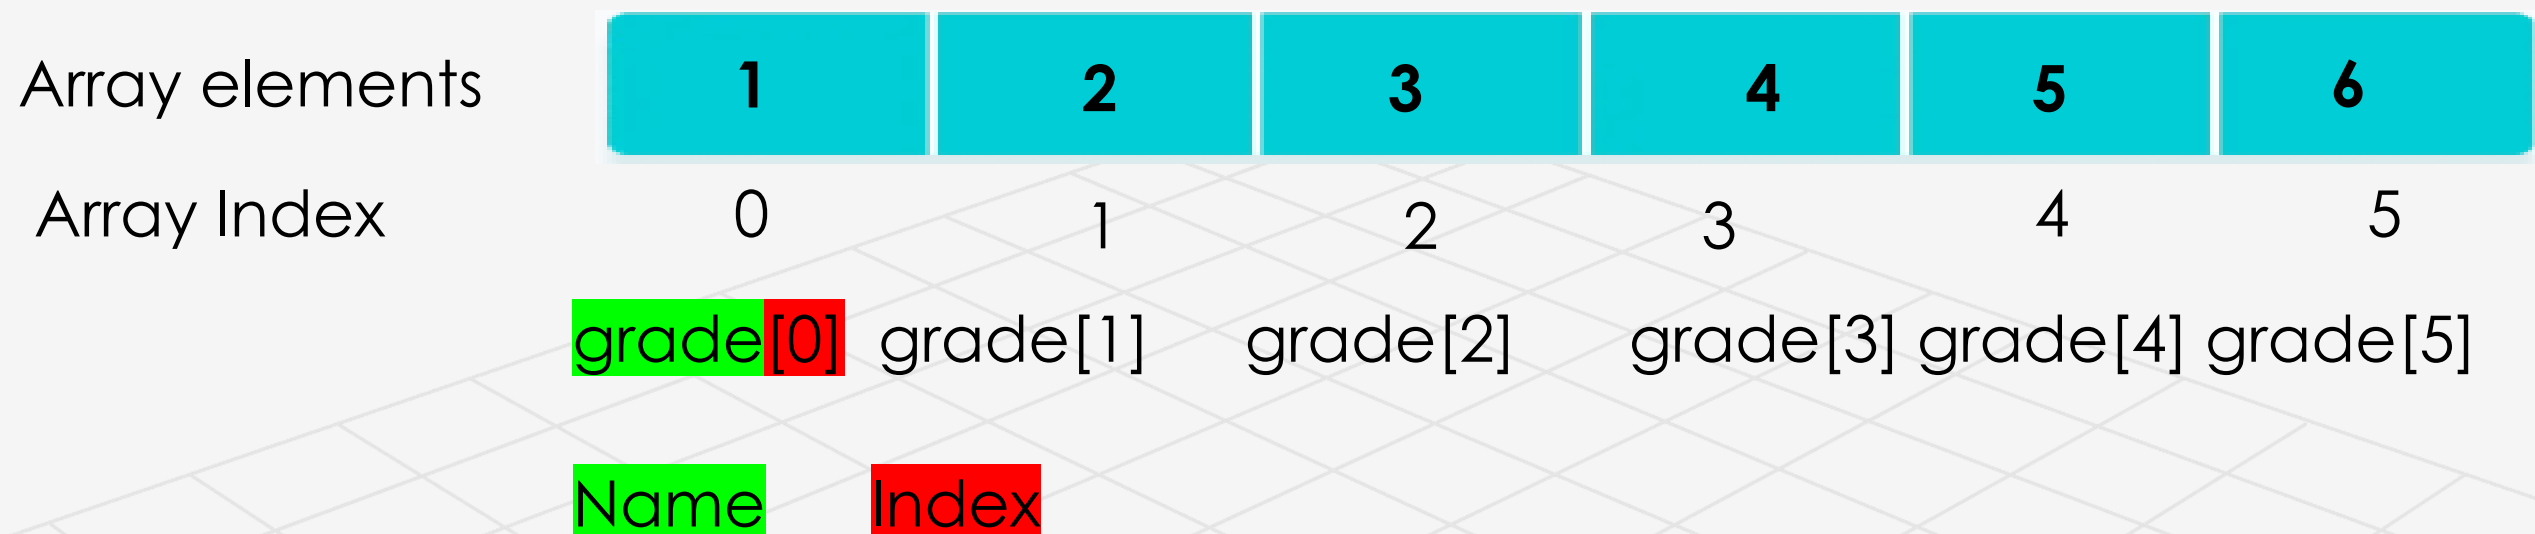 Array elements 1 2 3 4 5 6
Array Index 0 1 2 3 4 5
grade[0] grade[1] grade[2] grade[3] grade[4] grade[5]
Name Index